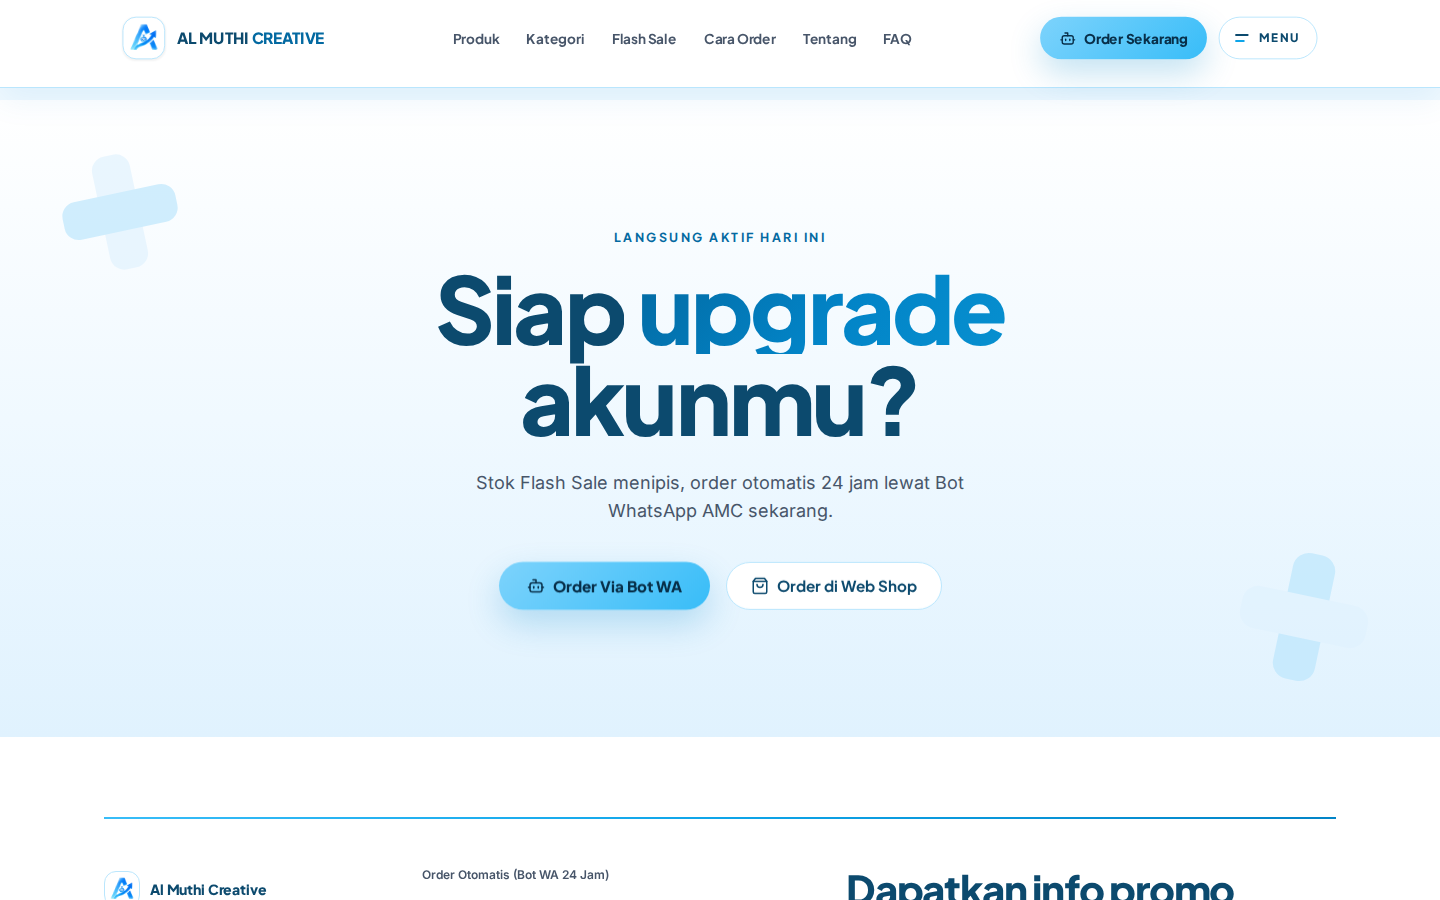 AL MUTHI CREATIVE
Produk
Kategori
Flash Sale
Cara Order
Tentang
FAQ
Order Sekarang
MENU
LANGSUNG AKTIF HARI INI
Siap upgrade
akunmu?
Stok Flash Sale menipis, order otomatis 24 jam lewat Bot
WhatsApp AMC sekarang.
Order Via Bot WA
Order di Web Shop
Al Muthi Creative
Order Otomatis (Bot WA 24 Jam)
Dapatkan info promo